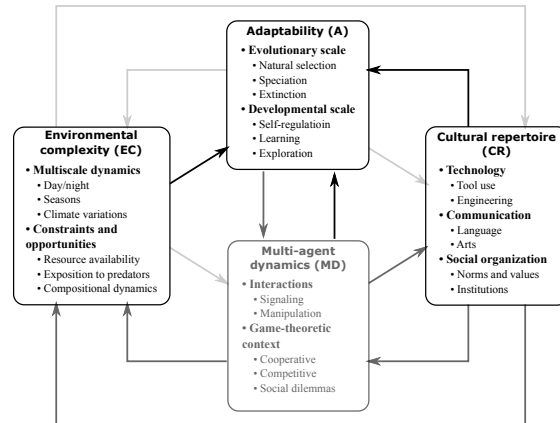 Adaptability (A)
• Evolutionary scale
• Natural selection
• Speciation
• Extinction
• Developmental scale
• Self-regulatioin
• Learning
• Exploration
Environmental
complexity (EC)
• Multiscale dynamics
• Day/night
• Seasons
• Climate variations
• Constraints and
opportunities
• Resource availability
• Exposition to predators
• Compositional dynamics
Multi-agent
dynamics (MD)
• Interactions
• Signaling
• Manipulation
• Game-theoretic
context
• Cooperative
• Competitive
• Social dilemmas
Cultural repertoire
(CR)
• Technology
• Tool use
• Engineering
• Communication
• Language
• Arts
• Social organization
• Norms and values
• Institutions